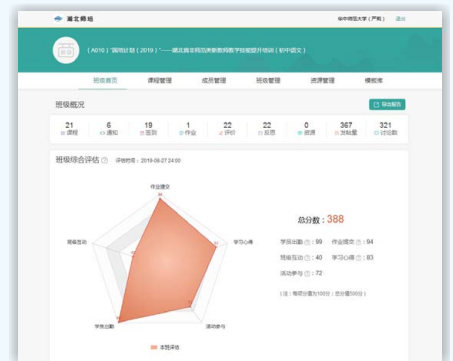 湖北师培
华中师范大学（严莉） 退出
（A010）"国培计划（2019）"——湖北省乡村初中新教师教学技能提升培训（初中语文）
班级首页 课程管理 成员管理 班级管理 资源管理 模板库
班级概况
导出报告
21 6 19 1 22 22 0 367 321
课程 通知 签到 作业 评价 总结 资源 发帖量 讨论数
班级综合评估 评估时间：2019-08-27 24:00
作业提交
班级互动
学习心得
学员出勤
活动参与
本班评估
总分数：388
学员出勤：99 作业提交：94
班级互动：40 学习心得：83
活动参与：72
（注：每项分值为100分；总分值500分）